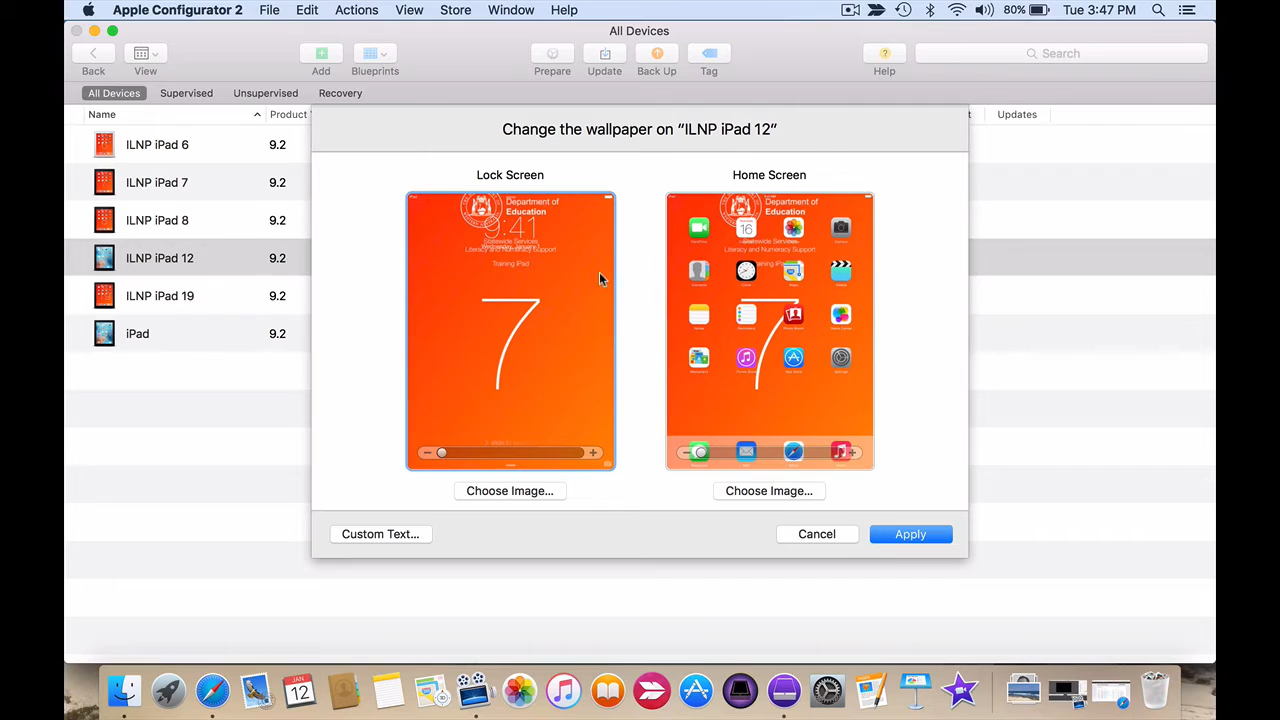 Apple Configurator 2 File Edit Actions View Store Window Help 80% Tue 3:47 PM
All Devices
Back View Add Blueprints Prepare Update Back Up Tag Help Search
All Devices Supervised Unsupervised Recovery
Name Product Updates
ILNP iPad 6 9.2
ILNP iPad 7 9.2
ILNP iPad 8 9.2
ILNP iPad 12 9.2
ILNP iPad 19 9.2
iPad 9.2
Change the wallpaper on “ILNP iPad 12”
Lock Screen Home Screen
Department of
Education
9:41
Statewide Services
Literacy and Numeracy Support
Training iPad
7
Department of
Education
16
Statewide Services
Literacy and Numeracy Support
Training iPad
7
Choose Image... Choose Image...
Custom Text... Cancel Apply
JAN
12